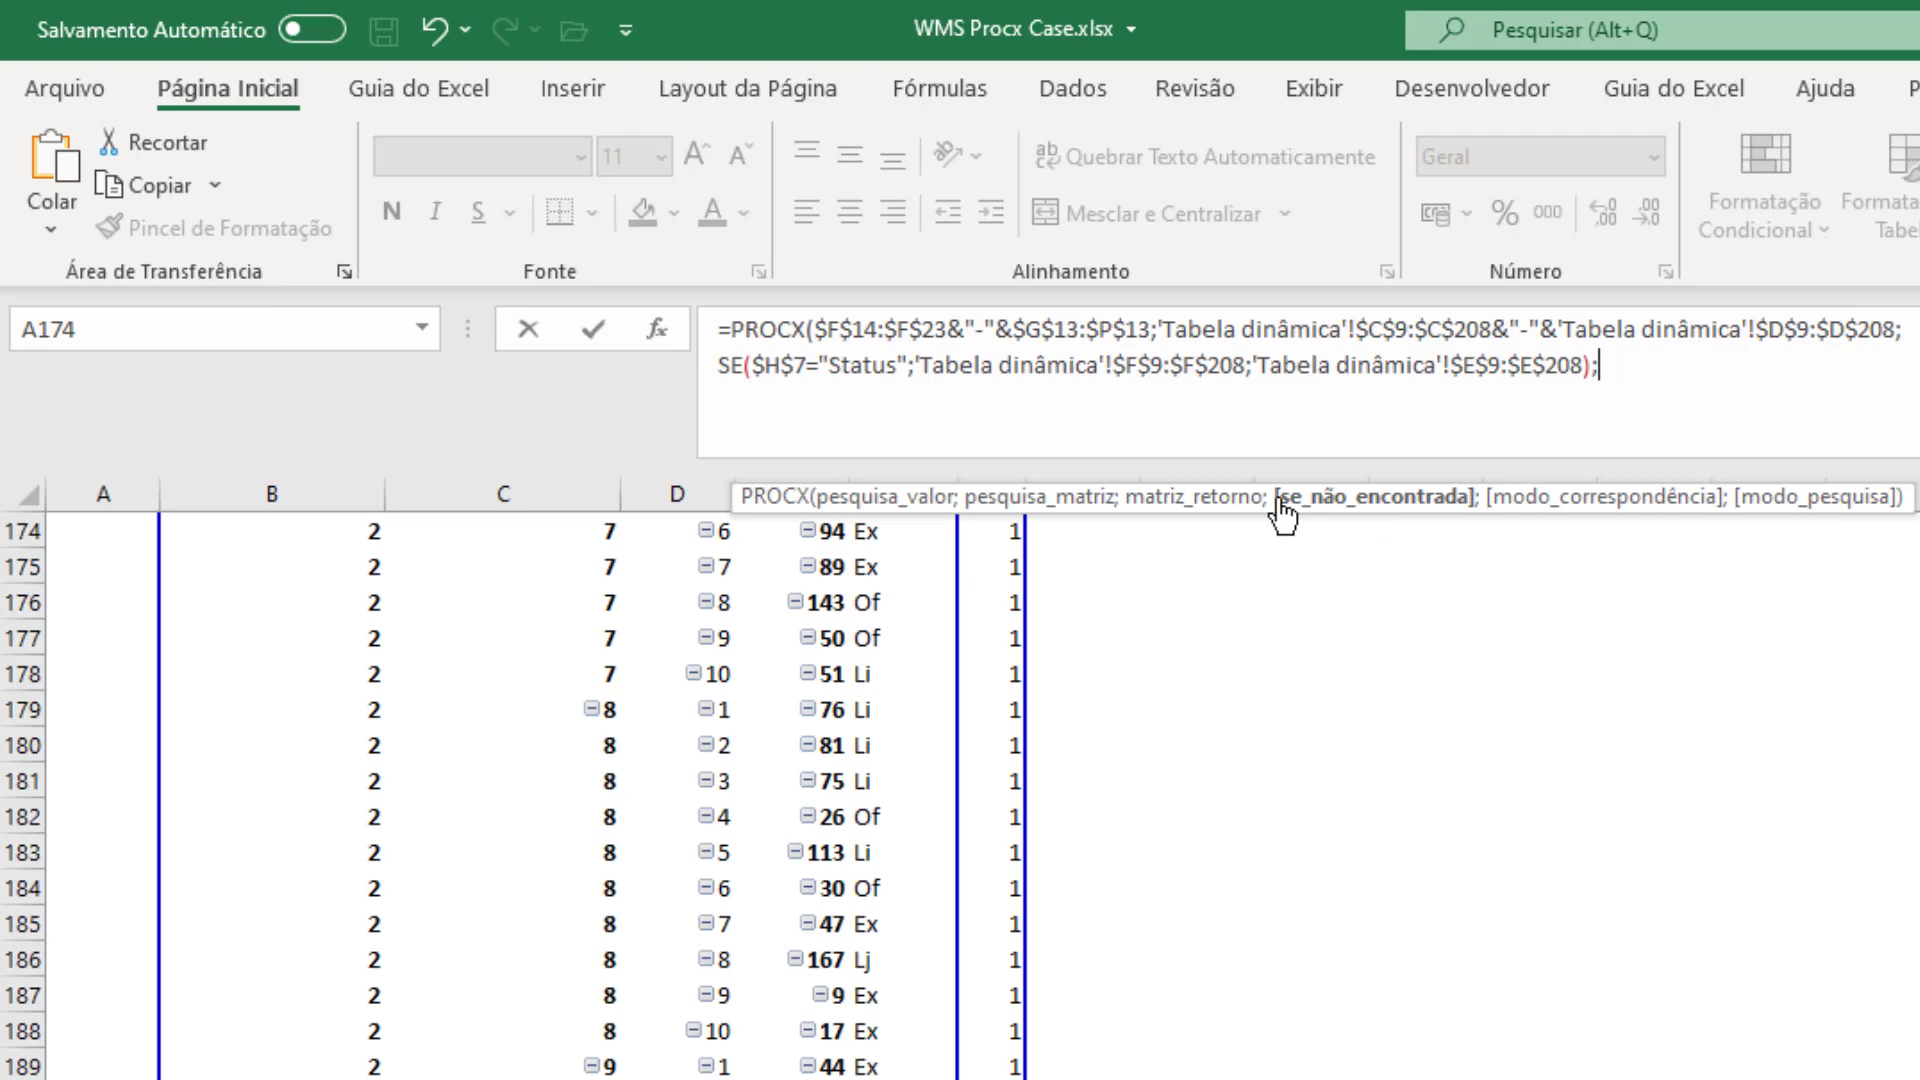 Salvamento Automático
WMS Procx Case.xlsx
Pesquisar (Alt+Q)
Arquivo Página Inicial Guia do Excel Inserir Layout da Página Fórmulas Dados Revisão Exibir Desenvolvedor Guia do Excel Ajuda P
Colar
Recortar
Copiar
Pincel de Formatação
Área de Transferência
11
N I S
Fonte
Quebrar Texto Automaticamente
Mesclar e Centralizar
Alinhamento
Geral
% 000
Número
Formatação
Condicional
Formata
Tabel
A174
fx
=PROCX($F$14:$F$23&"-"&$G$13:$P$13;'Tabela dinâmica'!$C$9:$C$208&"-"&'Tabela dinâmica'!$D$9:$D$208;
SE($H$7="Status";'Tabela dinâmica'!$F$9:$F$208;'Tabela dinâmica'!$E$9:$E$208);
PROCX(pesquisa_valor; pesquisa_matriz; matriz_retorno; [se_não_encontrada]; [modo_correspondência]; [modo_pesquisa])
A B C D
174 2 7 6 94 Ex 1
175 2 7 7 89 Ex 1
176 2 7 8 143 Of 1
177 2 7 9 50 Of 1
178 2 7 10 51 Li 1
179 2 8 1 76 Li 1
180 2 8 2 81 Li 1
181 2 8 3 75 Li 1
182 2 8 4 26 Of 1
183 2 8 5 113 Li 1
184 2 8 6 30 Of 1
185 2 8 7 47 Ex 1
186 2 8 8 167 Lj 1
187 2 8 9 9 Ex 1
188 2 8 10 17 Ex 1
189 2 9 1 44 Ex 1